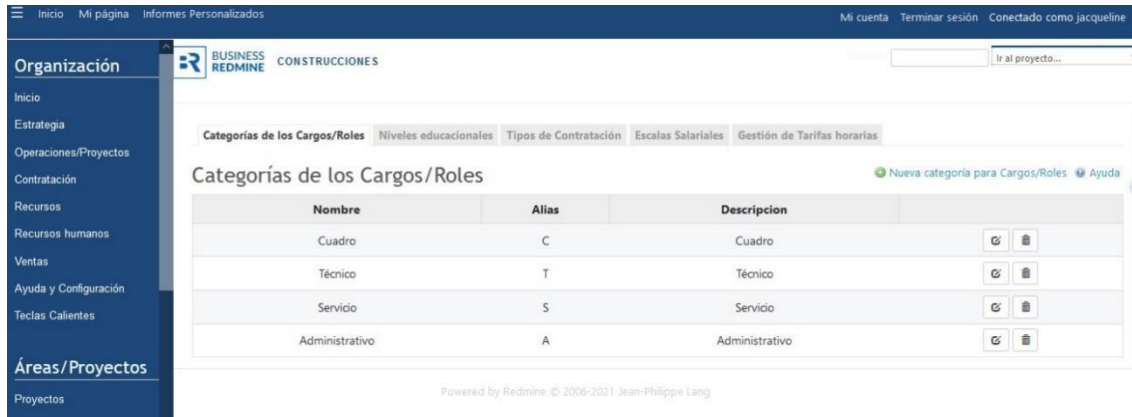 Inicio Mi página Informes Personalizados Mi cuenta Terminar sesión Conectado como jacqueline
Organización
Inicio
Estrategia
Operaciones/Proyectos
Contratación
Recursos
Recursos humanos
Ventas
Ayuda y Configuración
Teclas Calientes
Áreas/Proyectos
Proyectos
BUSINESS
REDMINE
CONSTRUCCIONES
Ir al proyecto...
Categorías de los Cargos/Roles Niveles educacionales Tipos de Contratación Escalas Salariales Gestión de Tarifas horarias
Categorías de los Cargos/Roles
Nueva categoría para Cargos/Roles Ayuda
Nombre Alias Descripcion
Cuadro C Cuadro
Técnico T Técnico
Servicio S Servicio
Administrativo A Administrativo
Powered by Redmine © 2006-2021 Jean-Philippe Lang